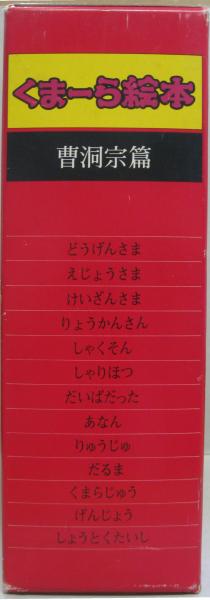 くまーら絵本
曹洞宗篇
どうげんさま
えじょうさま
けいざんさま
りょうかんさん
しゃくそん
しゃりほつ
だいばだった
あなん
りゅうじゅ
だるま
くまらじゅう
げんじょう
しょうとくたいし